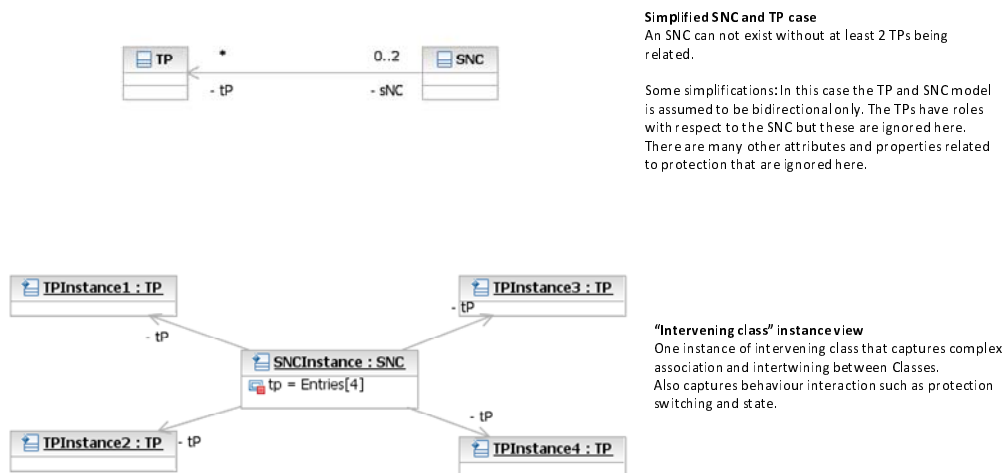 TP
*
0..2
SNC
- tP
- sNC
Simplified SNC and TP case
An SNC can not exist without at least 2 TPs being
related.
Some simplifications: In this case the TP and SNC model
is assumed to be bidirectional only. The TPs have roles
with respect to the SNC but these are ignored here.
There are many other attributes and properties related
to protection that are ignored here.
TPInstance1 : TP
TPInstance3 : TP
- tP
- tP
SNCInstance : SNC
tp = Entries[4]
- tP
- tP
TPInstance2 : TP
TPInstance4 : TP
“Intervening class” instance view
One instance of intervening class that captures complex
association and intertwining between Classes.
Also captures behaviour interaction such as protection
switching and state.